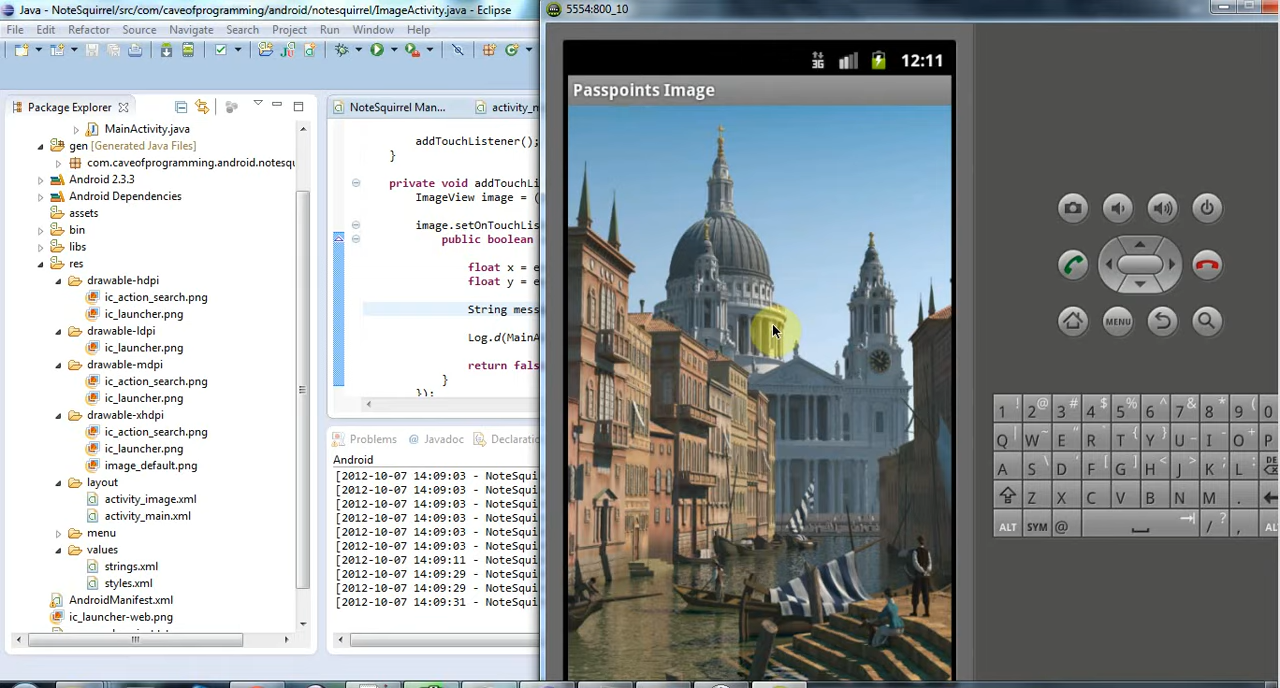 Java - NoteSquirrel/src/com/caveofprogramming/android/notesquirrel/ImageActivity.java - Eclipse
File Edit Refactor Source Navigate Search Project Run Window Help
Package Explorer
MainActivity.java
gen [Generated Java Files]
com.caveofprogramming.android.notesqu
Android 2.3.3
Android Dependencies
assets
bin
libs
res
drawable-hdpi
ic_action_search.png
ic_launcher.png
drawable-ldpi
ic_launcher.png
drawable-mdpi
ic_action_search.png
ic_launcher.png
drawable-xhdpi
ic_action_search.png
ic_launcher.png
image_default.png
layout
activity_image.xml
activity_main.xml
menu
values
strings.xml
styles.xml
AndroidManifest.xml
ic_launcher-web.png
NoteSquirrel Man... activity_m
addTouchListener();
}
private void addTouchLi
ImageView image = (
image.setOnTouchLis
public boolean
float x = e
float y = e
String mess
Log.d(MainA
return fals
}
});
Problems @ Javadoc Declaratio
Android
[2012-10-07 14:09:03 - NoteSqui
[2012-10-07 14:09:03 - NoteSqui
[2012-10-07 14:09:03 - NoteSqui
[2012-10-07 14:09:03 - NoteSqui
[2012-10-07 14:09:03 - NoteSqui
[2012-10-07 14:09:03 - NoteSqui
[2012-10-07 14:09:11 - NoteSqui
[2012-10-07 14:09:29 - NoteSqui
[2012-10-07 14:09:29 - NoteSqui
[2012-10-07 14:09:31 - NoteSqui
5554:800_10
3G 12:11
Passpoints Image
MENU
1 ! 2 @ 3 # 4 $ 5 % 6 ^ 7 & 8 * 9 ( 0
Q W ~ E R T Y U - I O + P
A S \ D F [ G ] H J K L ; DE
Z X C V B N M .
ALT SYM @ / ? , AL